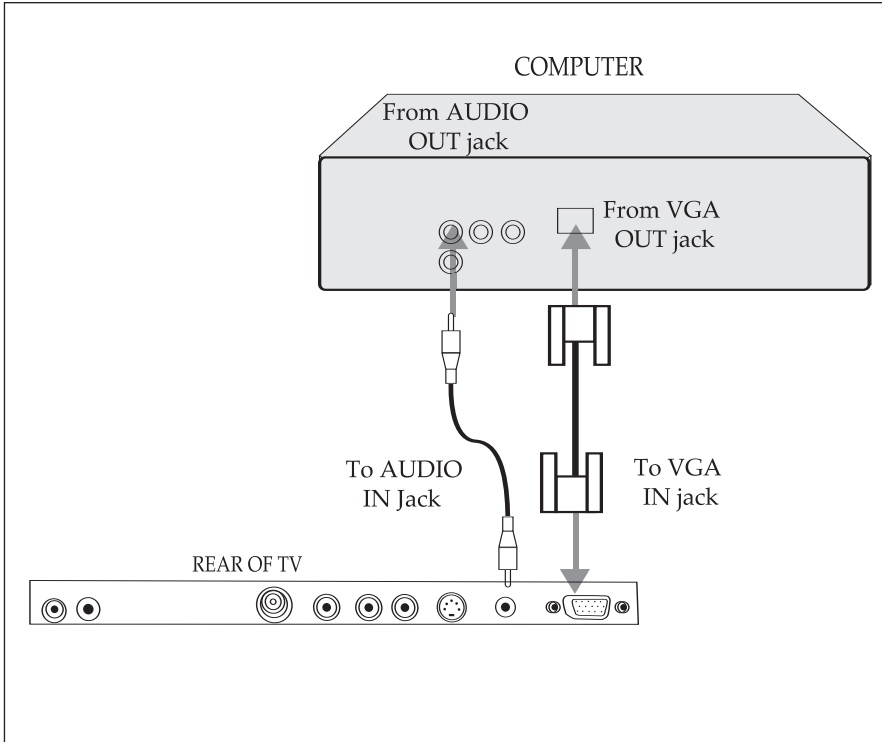 COMPUTER
From AUDIO
OUT jack
From VGA
OUT jack
To AUDIO
IN Jack
To VGA
IN jack
REAR OF TV